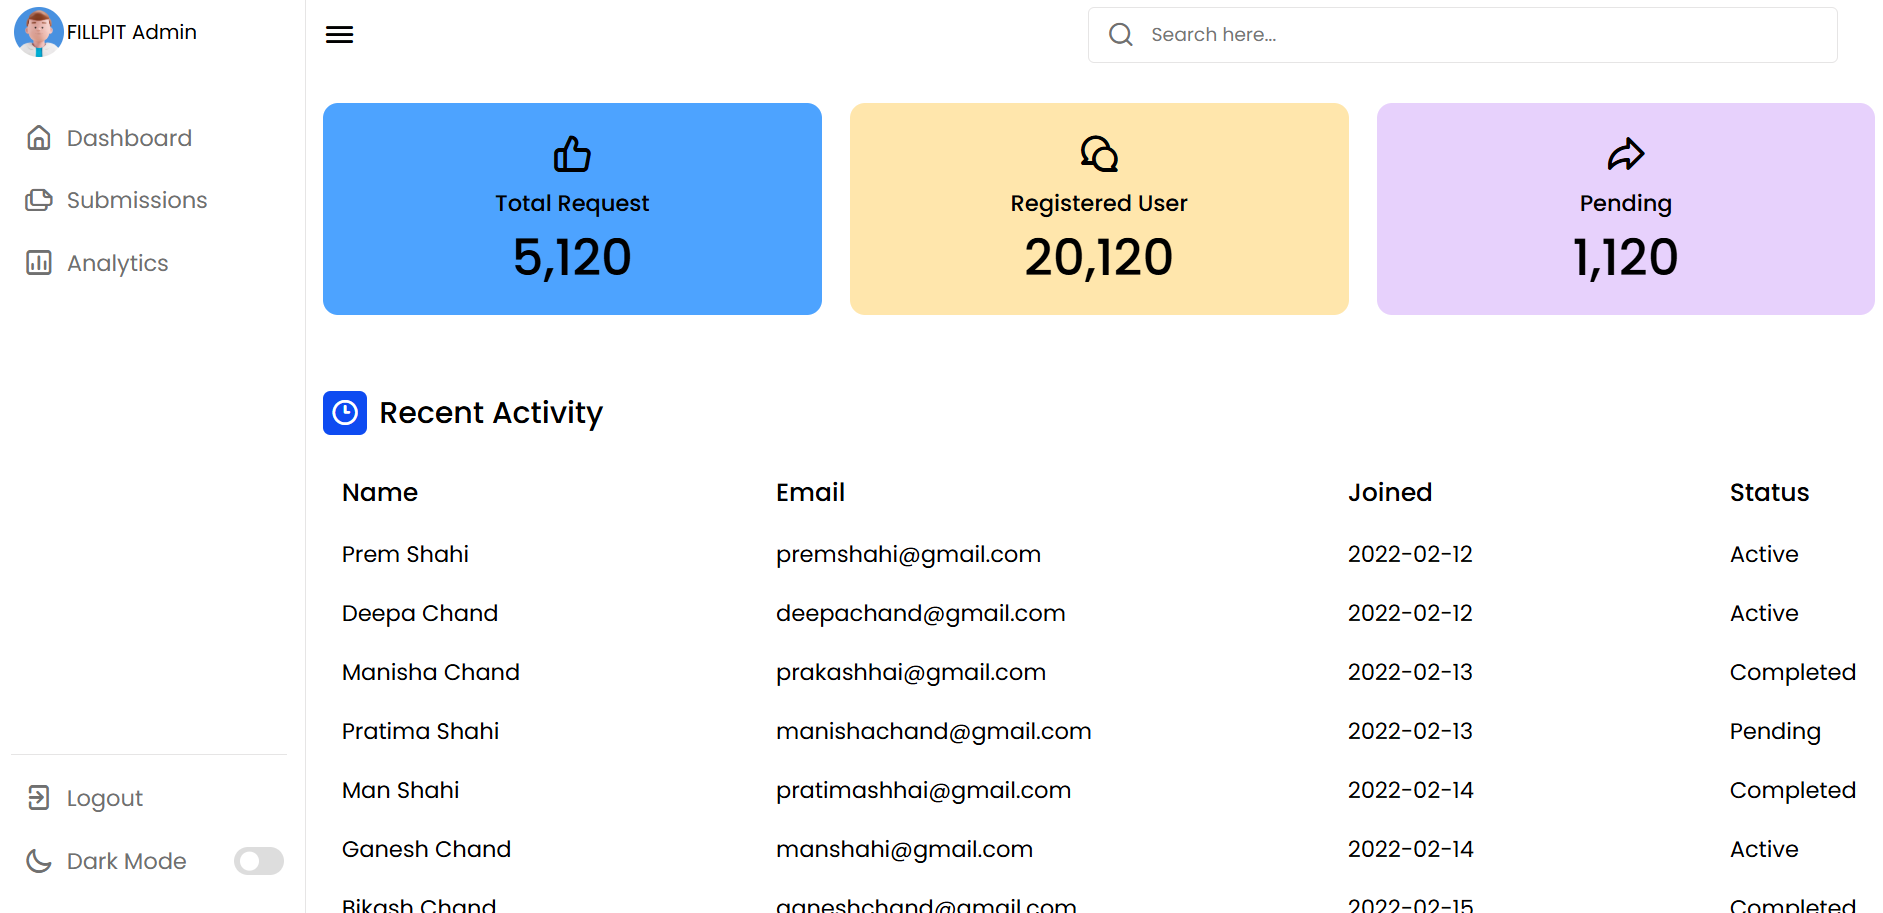 FILLPIT Admin
Search here...
Dashboard
Submissions
Analytics
Logout
Dark Mode
Total Request
5,120
Registered User
20,120
Pending
1,120
Recent Activity
Name Email Joined Status
Prem Shahi premshahi@gmail.com 2022-02-12 Active
Deepa Chand deepachand@gmail.com 2022-02-12 Active
Manisha Chand prakashhai@gmail.com 2022-02-13 Completed
Pratima Shahi manishachand@gmail.com 2022-02-13 Pending
Man Shahi pratimashhai@gmail.com 2022-02-14 Completed
Ganesh Chand manshahi@gmail.com 2022-02-14 Active
Bikash Chand ganeshchand@gmail.com 2022-02-15 Completed